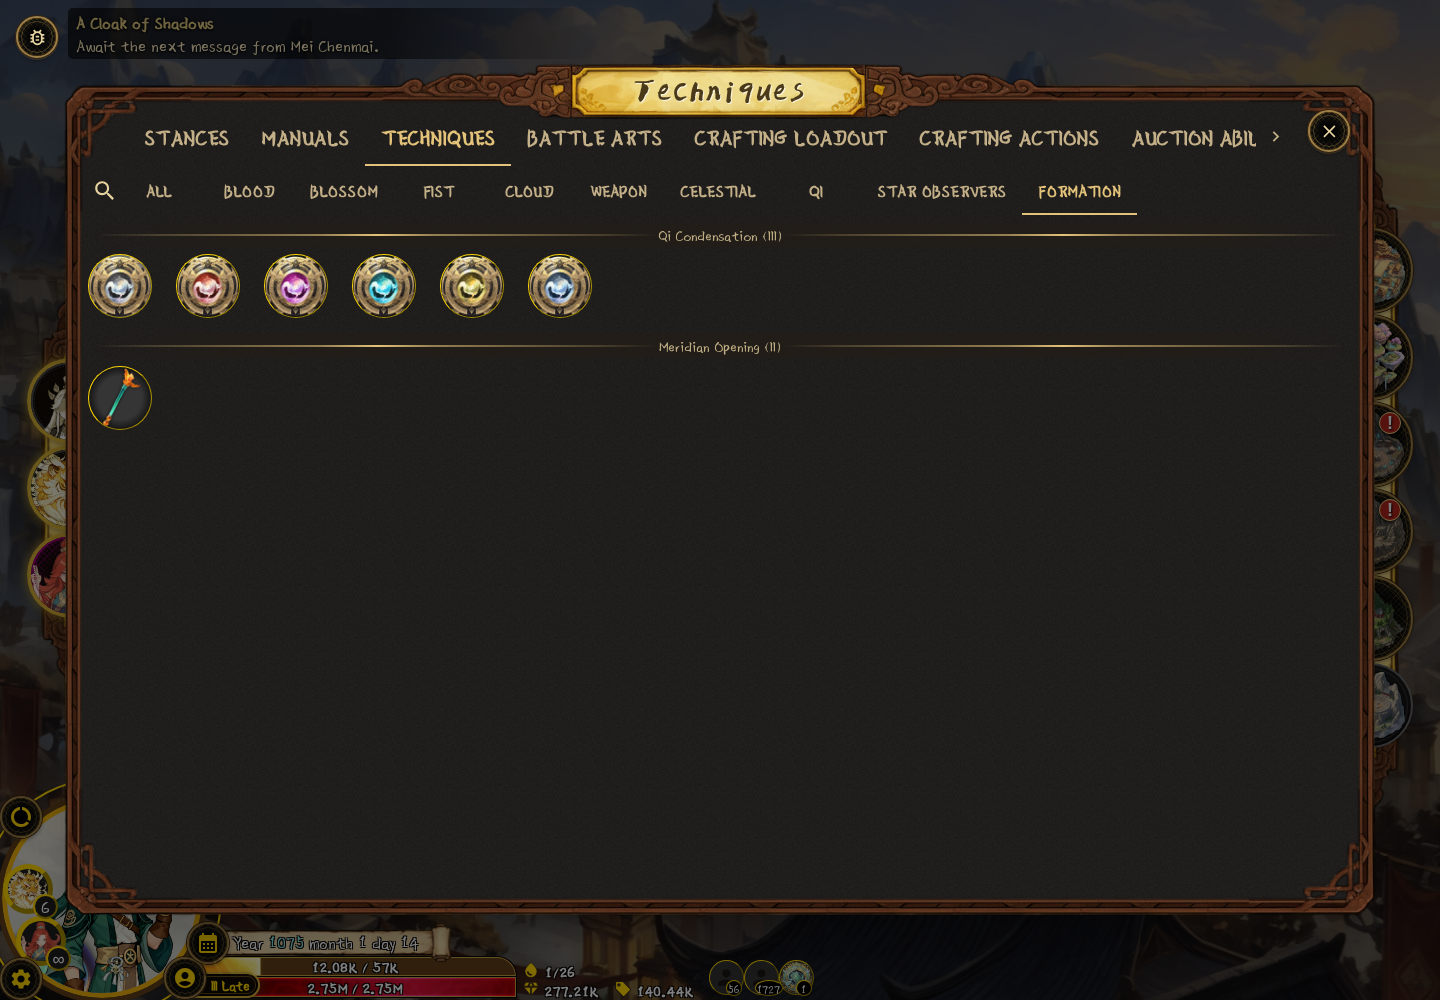 A Cloak of Shadows
Await the next message from Mei Chenmai.
Techniques
STANCES MANUALS TECHNIQUES BATTLE ARTS CRAFTING LOADOUT CRAFTING ACTIONS AUCTION ABIL
ALL BLOOD BLOSSOM FIST CLOUD WEAPON CELESTIAL QI STAR OBSERVERS FORMATION
Qi Condensation (III)
Meridian Opening (II)
!
!
6
∞
Year 1075 month 1 day 14
12.08K / 57K
III Late
2.75M / 2.75M
1/26
277.21K
140.44K
56
1727
1